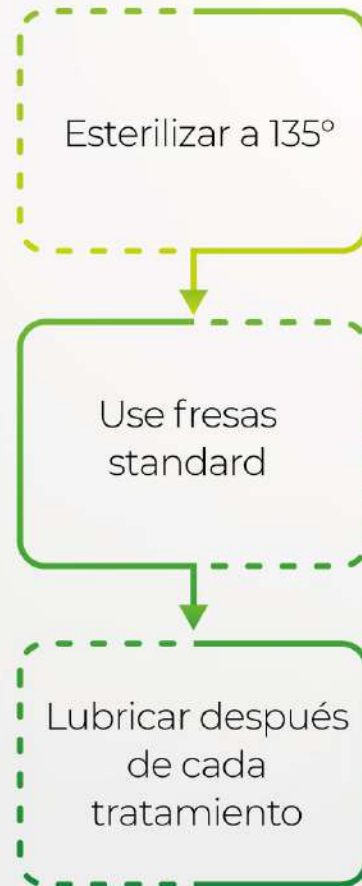 Esterilizar a 135°
Use fresas
standard
Lubricar después
de cada
tratamiento